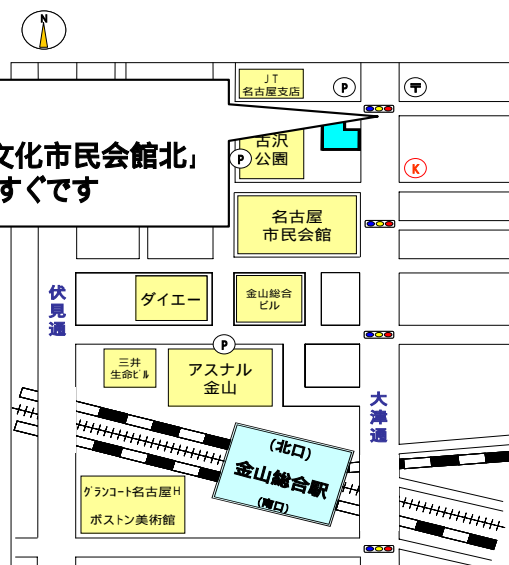 N
JT
名古屋支店
P
〒
文化市民会館北」
すぐです
古沢
公園
P
K
名古屋
市民会館
伏見通
ダイエー
金山総合
ビル
P
三井
生命ビル
アスナル
金山
大津通
(北口)
金山総合駅
(南口)
グランコート名古屋H
ボストン美術館